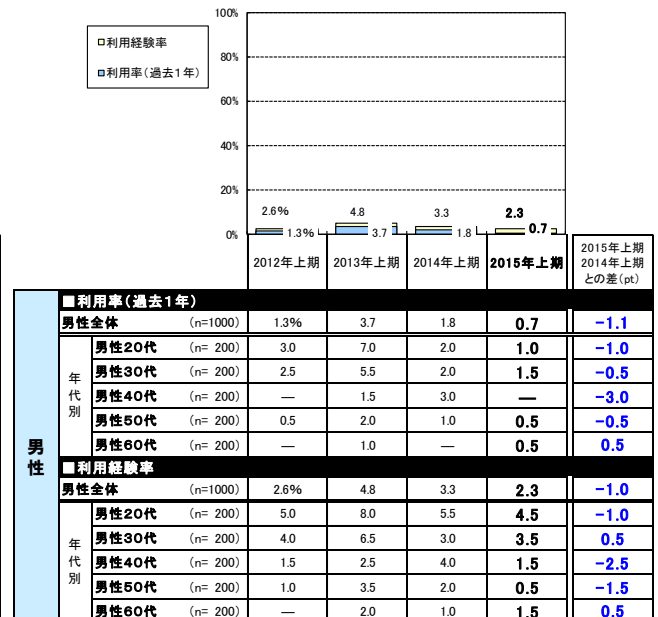 100%
□利用経験率
□利用率(過去1年)
80%
60%
40%
20%
0%
2.6% 4.8 3.3 2.3
1.3% 3.7 1.8 0.7
2012年上期 2013年上期 2014年上期 2015年上期
2015年上期
2014年上期
との差(pt)
男性
■利用率(過去1年)
男性全体 (n=1000) 1.3% 3.7 1.8 0.7 -1.1
年代別
男性20代 (n= 200) 3.0 7.0 2.0 1.0 -1.0
男性30代 (n= 200) 2.5 5.5 2.0 1.5 -0.5
男性40代 (n= 200) — 1.5 3.0 — -3.0
男性50代 (n= 200) 0.5 2.0 1.0 0.5 -0.5
男性60代 (n= 200) — 1.0 — 0.5 0.5
■利用経験率
男性全体 (n=1000) 2.6% 4.8 3.3 2.3 -1.0
年代別
男性20代 (n= 200) 5.0 8.0 5.5 4.5 -1.0
男性30代 (n= 200) 4.0 6.5 3.0 3.5 0.5
男性40代 (n= 200) 1.5 2.5 4.0 1.5 -2.5
男性50代 (n= 200) 1.0 3.5 2.0 0.5 -1.5
男性60代 (n= 200) — 2.0 1.0 1.5 0.5